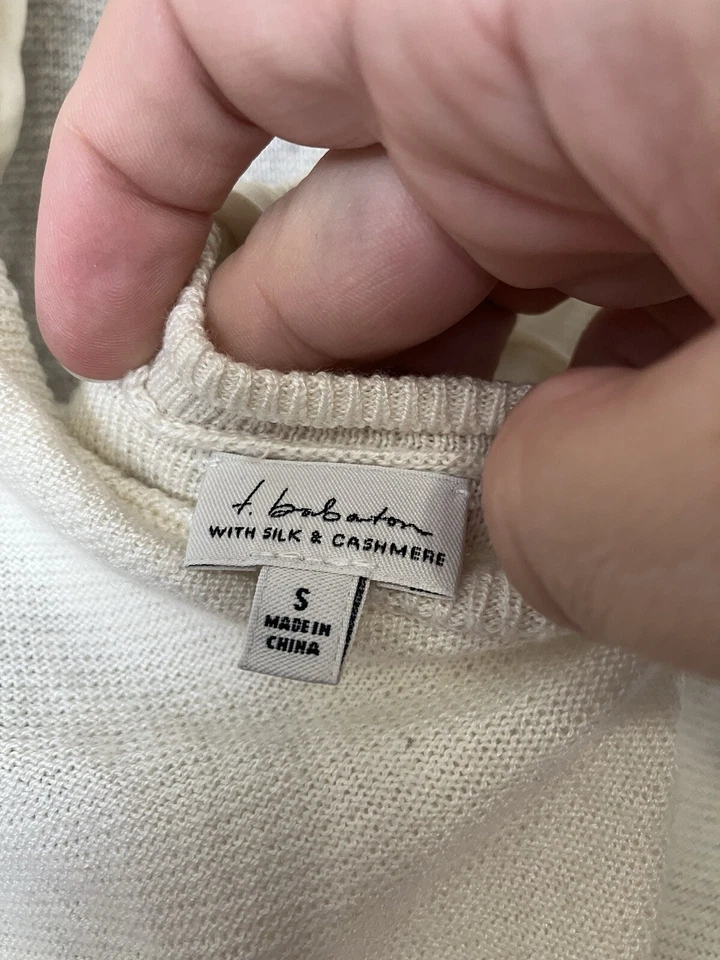 t. babaton
WITH SILK & CASHMERE
S
MADE IN
CHINA